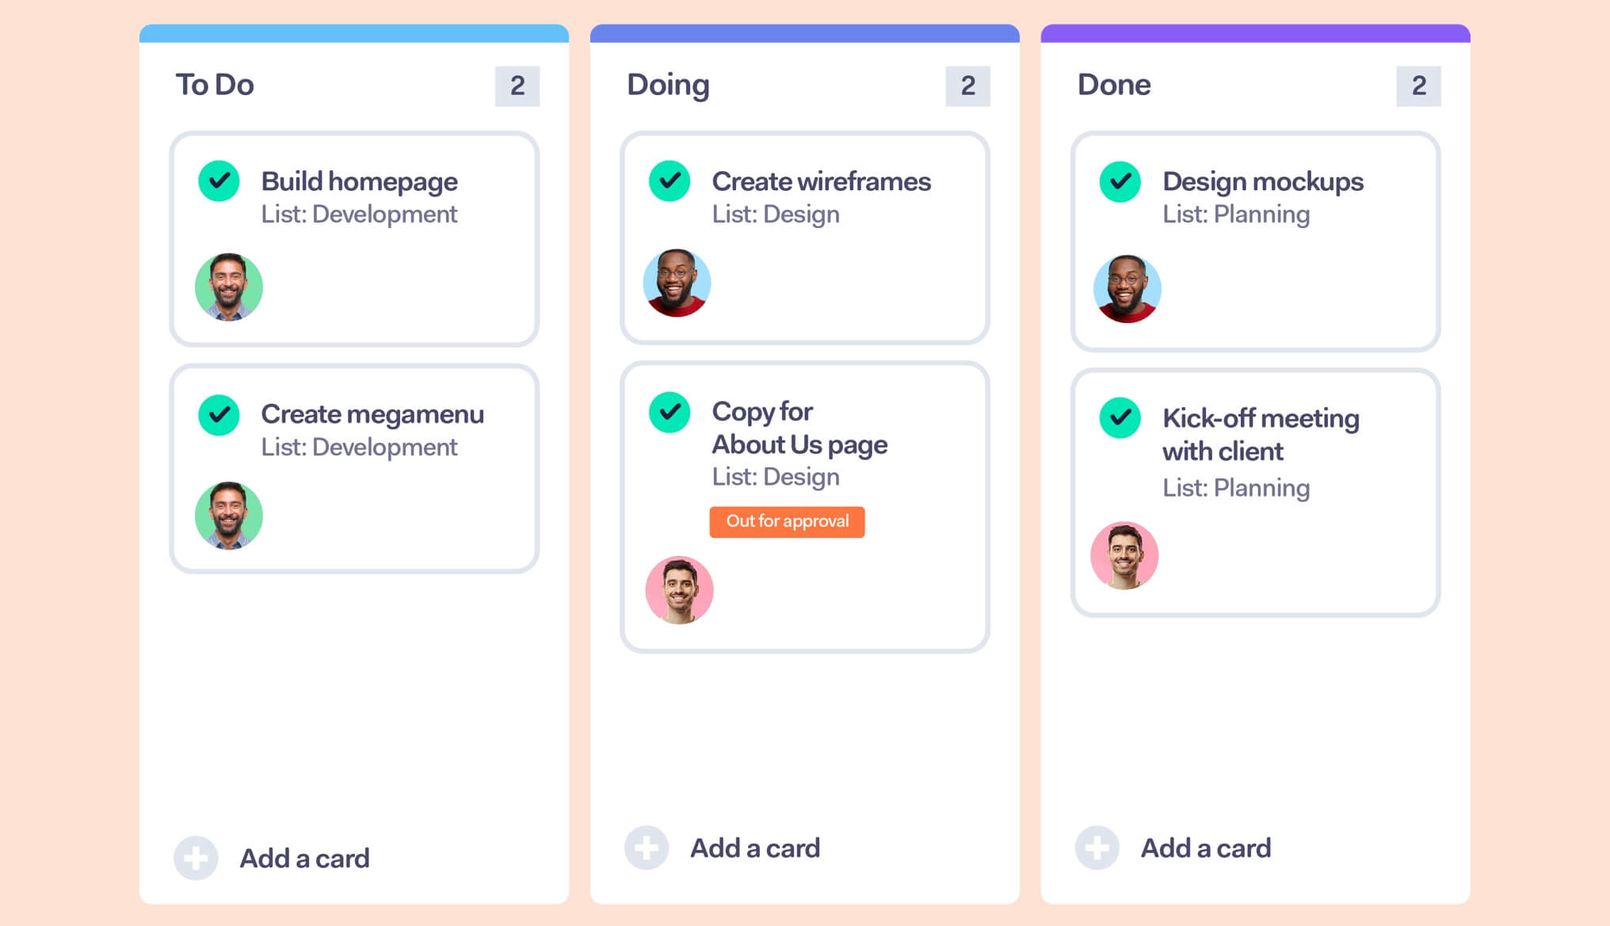 To Do
2
Build homepage
List: Development
Create megamenu
List: Development
Add a card
Doing
2
Create wireframes
List: Design
Copy for
About Us page
List: Design
Out for approval
Add a card
Done
2
Design mockups
List: Planning
Kick-off meeting
with client
List: Planning
Add a card